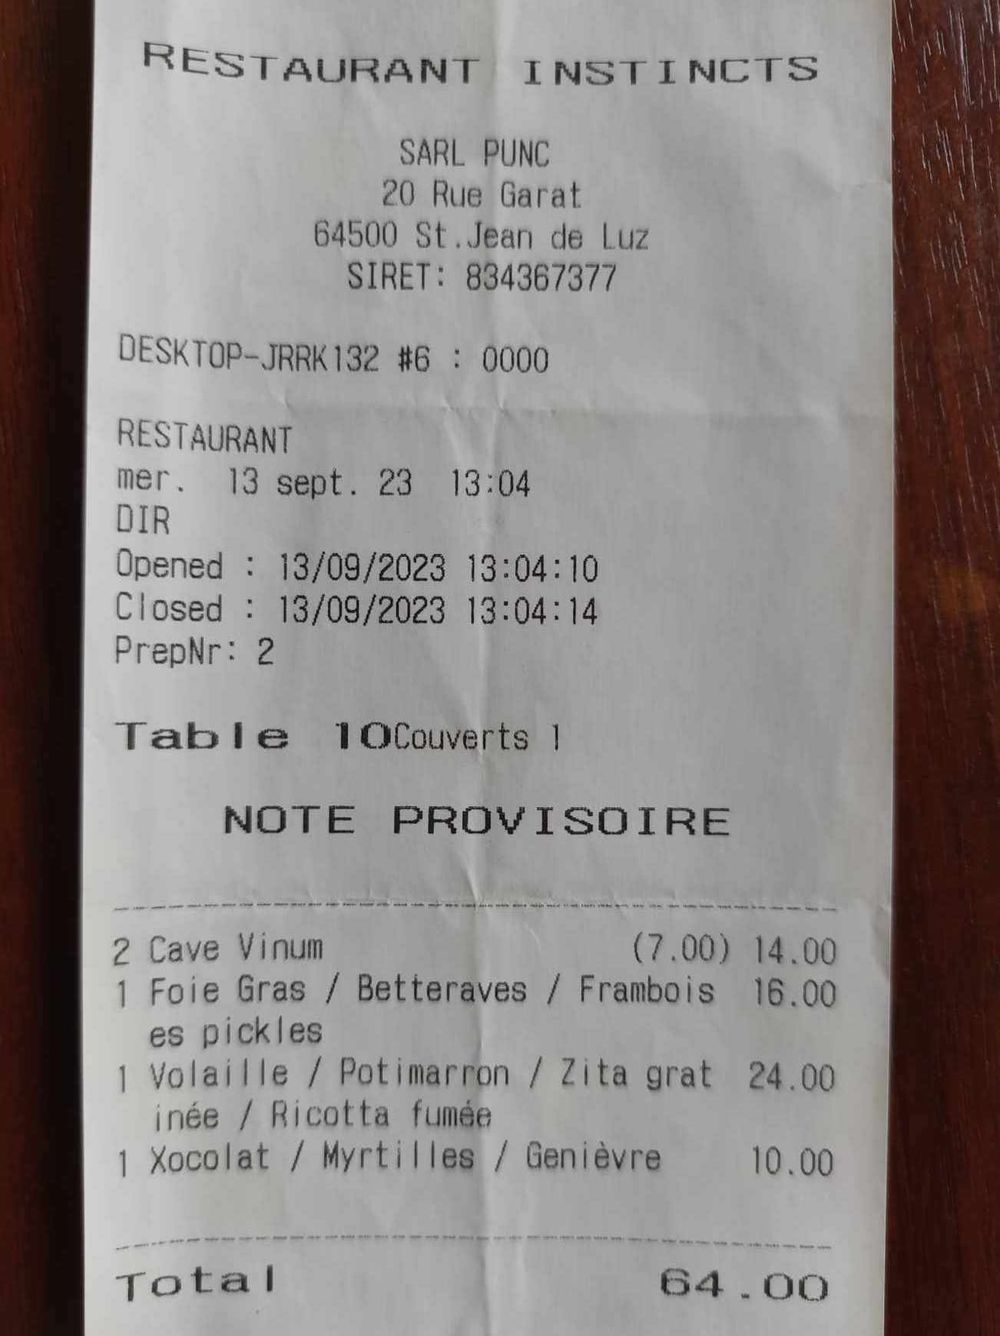 RESTAURANT INSTINCTS
SARL PUNC
20 Rue Garat
64500 St.Jean de Luz
SIRET: 834367377
DESKTOP-JRRK132 #6 : 0000
RESTAURANT
mer. 13 sept. 23 13:04
DIR
Opened : 13/09/2023 13:04:10
Closed : 13/09/2023 13:04:14
PrepNr: 2
Table 10Couverts 1
NOTE PROVISOIRE
2 Cave Vinum (7.00) 14.00
1 Foie Gras / Betteraves / Frambois 16.00
es pickles
1 Volaille / Potimarron / Zita grat 24.00
inée / Ricotta fumée
1 Xocolat / Myrtilles / Genièvre 10.00
Total 64.00